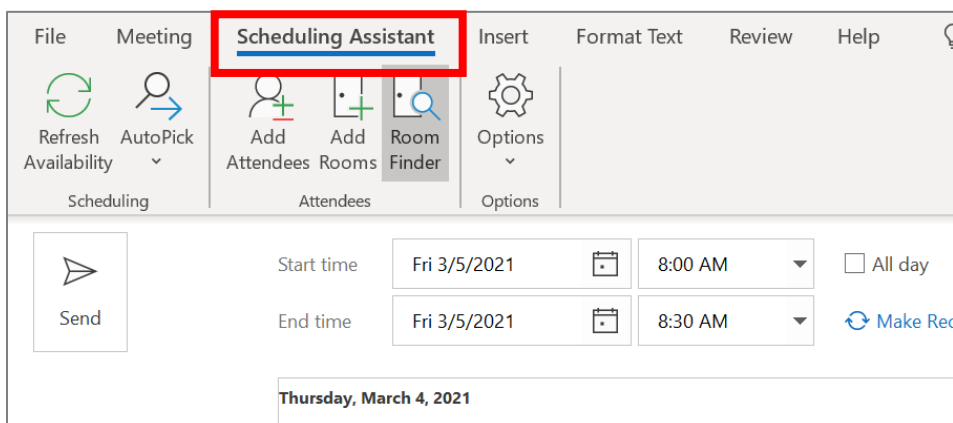 File Meeting Scheduling Assistant Insert Format Text Review Help
Refresh Availability
AutoPick
Add Attendees
Add Rooms
Room Finder
Options
Scheduling Attendees Options
Send
Start time Fri 3/5/2021 8:00 AM All day
End time Fri 3/5/2021 8:30 AM Make
Thursday, March 4, 2021